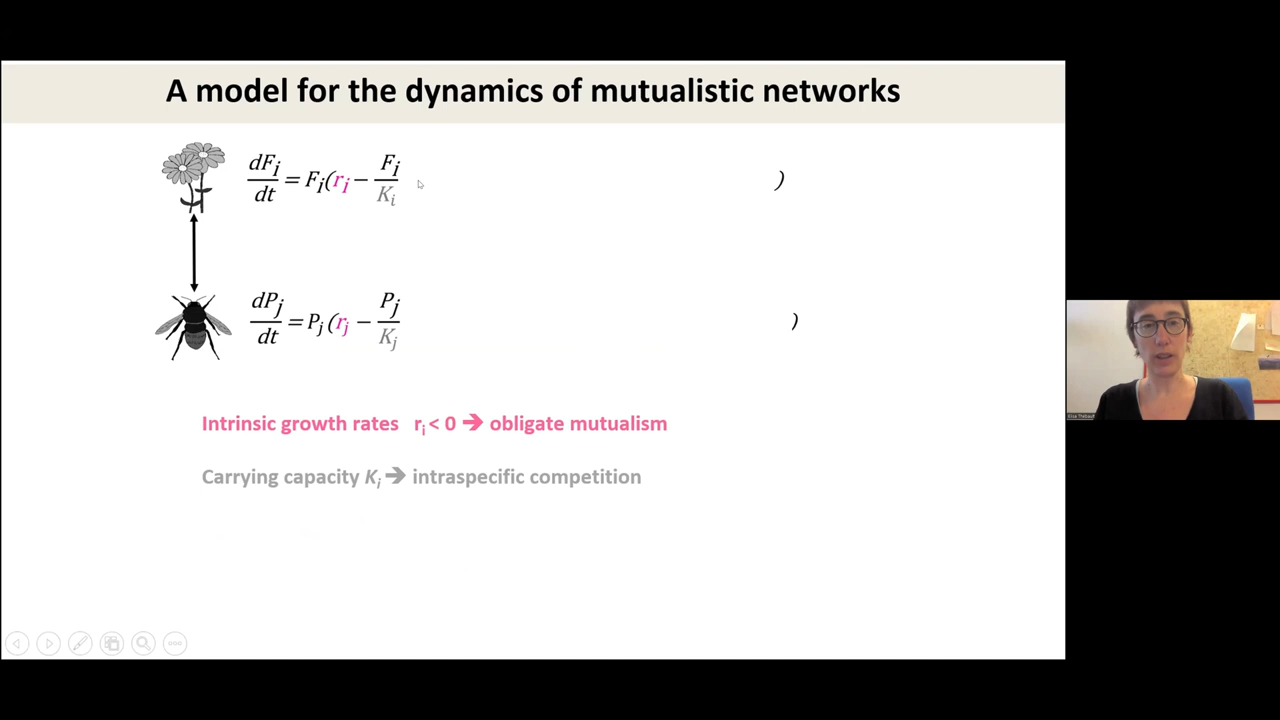 A model for the dynamics of mutualistic networks
dF_i/dt = F_i(r_i − F_i/K_i )
dP_j/dt = P_j(r_j − P_j/K_j )
Intrinsic growth rates r_i < 0 ➔ obligate mutualism
Carrying capacity K_i ➔ intraspecific competition